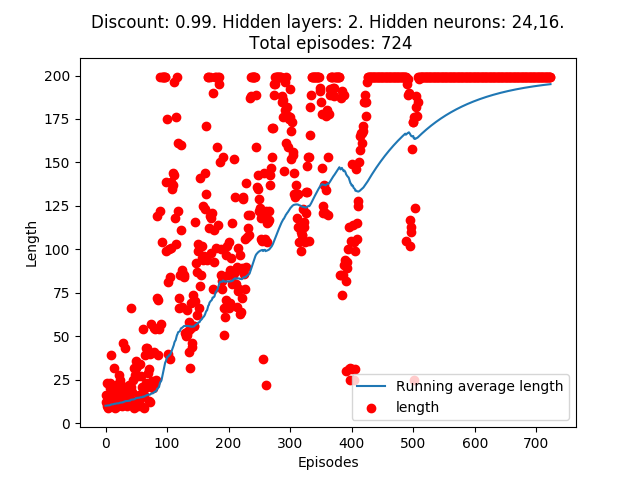 Discount: 0.99. Hidden layers: 2. Hidden neurons: 24,16.
Total episodes: 724
200
175
150
125
100
75
50
25
0
Length
0 100 200 300 400 500 600 700
Episodes
Running average length
length